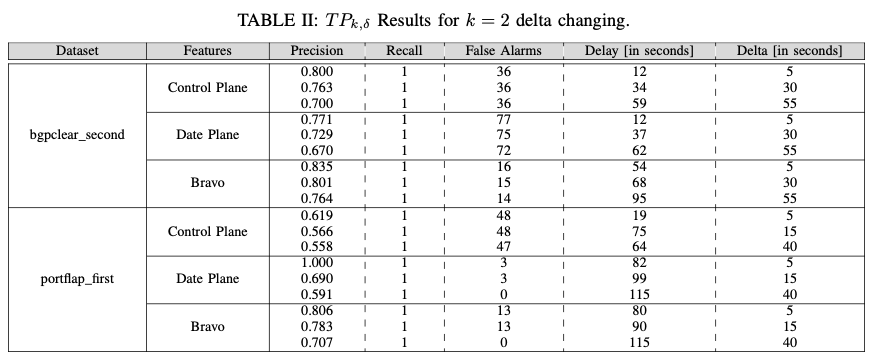 TABLE II: TPk,δ Results for k = 2 delta changing.
Dataset Features Precision Recall False Alarms Delay [in seconds] Delta [in seconds]
bgpclear_second Control Plane 0.800 1 36 12 5
0.763 1 36 34 30
0.700 1 36 59 55
Date Plane 0.771 1 77 12 5
0.729 1 75 37 30
0.670 1 72 62 55
Bravo 0.835 1 16 54 5
0.801 1 15 68 30
0.764 1 14 95 55
portflap_first Control Plane 0.619 1 48 19 5
0.566 1 48 75 15
0.558 1 47 64 40
Date Plane 1.000 1 3 82 5
0.690 1 3 99 15
0.591 1 0 115 40
Bravo 0.806 1 13 80 5
0.783 1 13 90 15
0.707 1 0 115 40